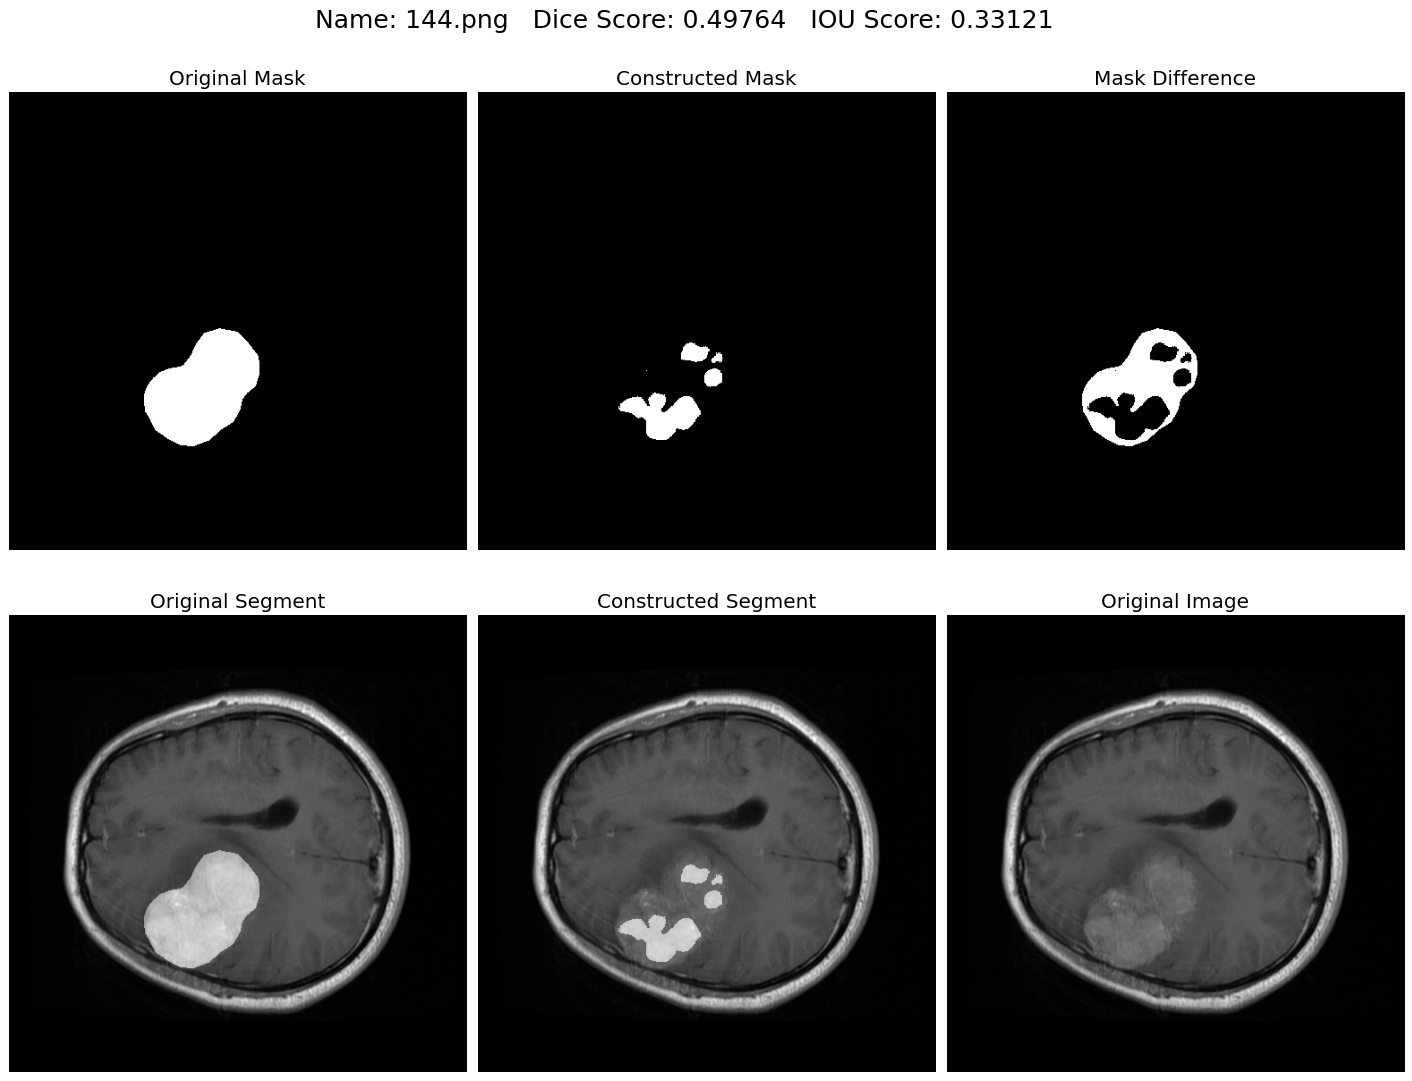 Name: 144.png   Dice Score: 0.49764   IOU Score: 0.33121
Original Mask
Constructed Mask
Mask Difference
Original Segment
Constructed Segment
Original Image